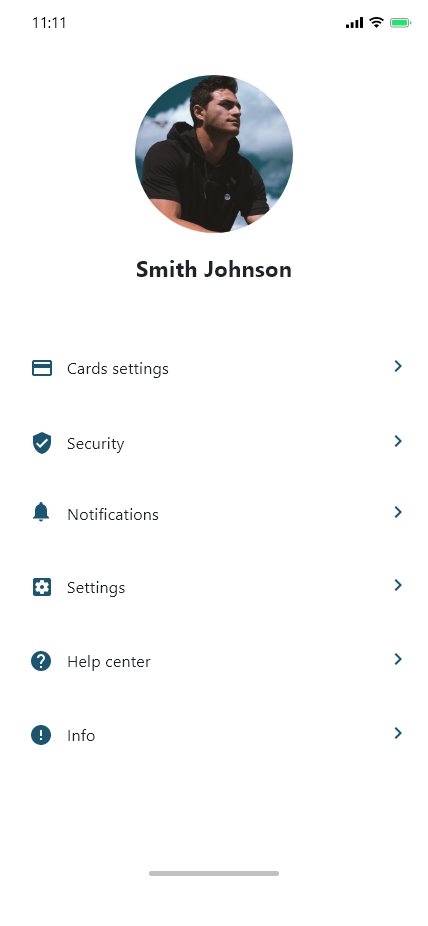 11:11
Smith Johnson
Cards settings
Security
Notifications
Settings
Help center
Info